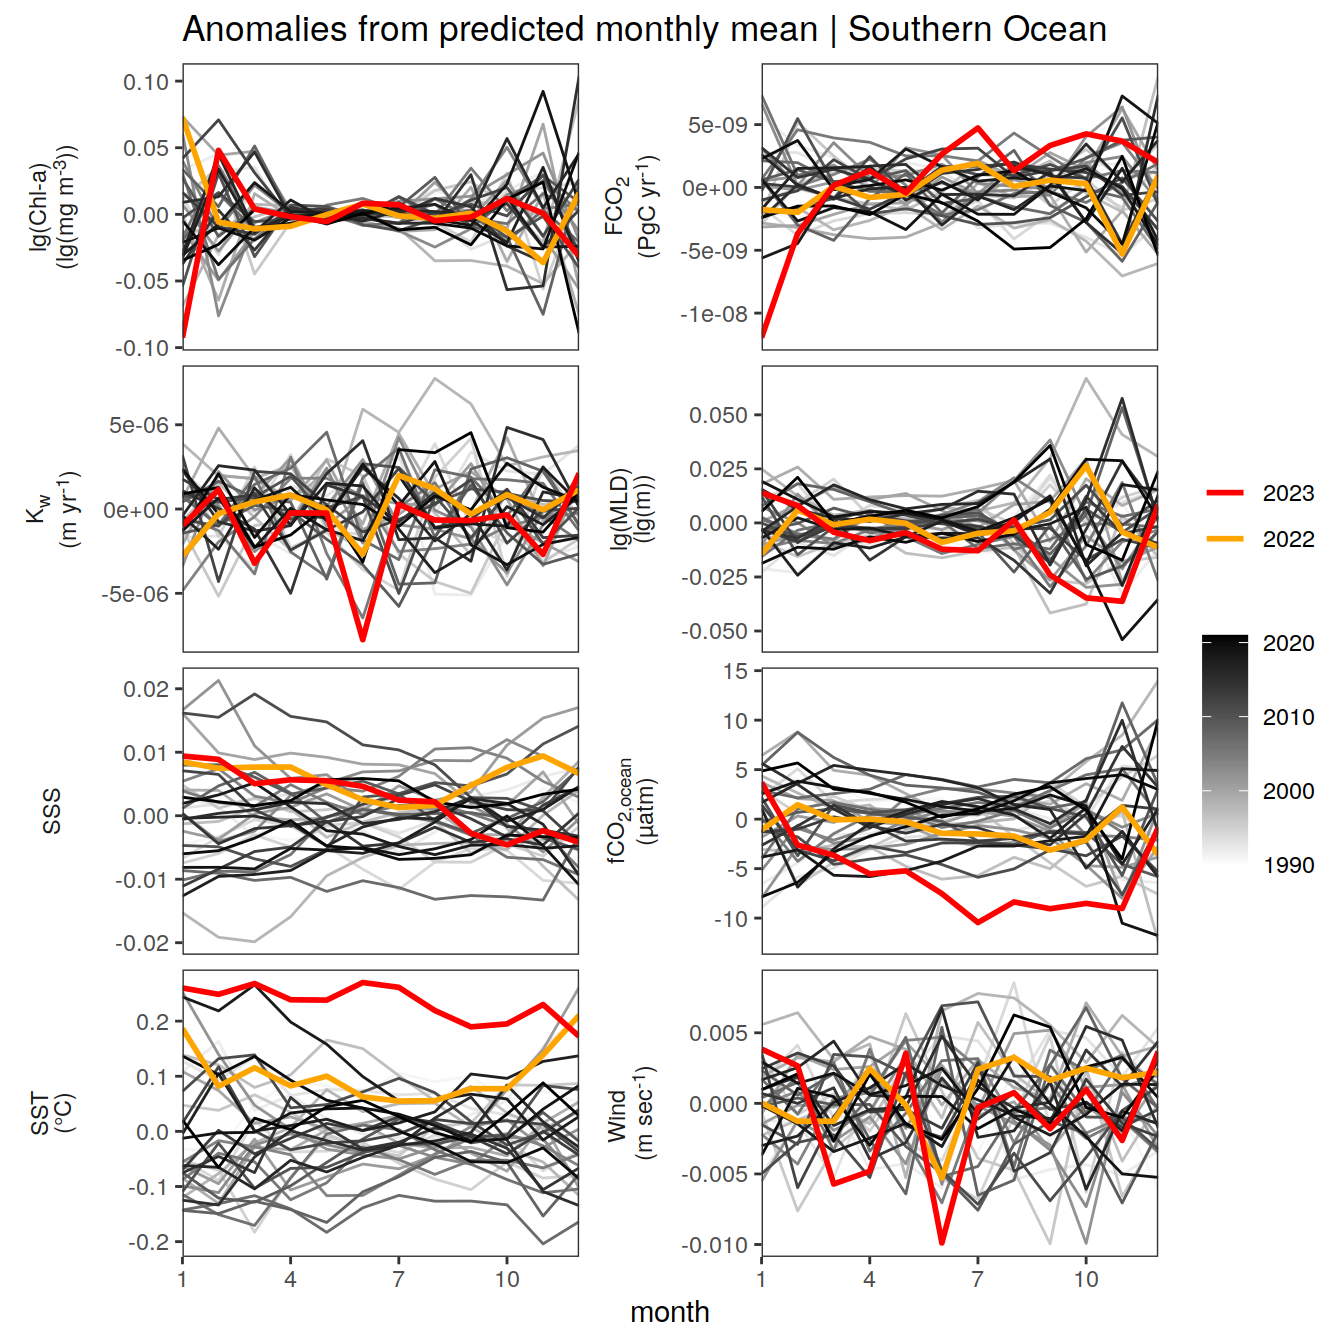 Anomalies from predicted monthly mean | Southern Ocean
lg(Chl-a)
(lg(mg m⁻³))
0.10
0.05
0.00
-0.05
-0.10
FCO₂
(PgC yr⁻¹)
5e-09
0e+00
-5e-09
-1e-08
K_w
(m yr⁻¹)
5e-06
0e+00
-5e-06
lg(MLD)
(lg(m))
0.050
0.025
0.000
-0.025
-0.050
SSS
0.02
0.01
0.00
-0.01
-0.02
fCO₂,ocean
(µatm)
15
10
5
0
-5
-10
SST
(°C)
0.2
0.1
0.0
-0.1
-0.2
Wind
(m sec⁻¹)
0.005
0.000
-0.005
-0.010
1 4 7 10
1 4 7 10
month
2023
2022
2020
2010
2000
1990